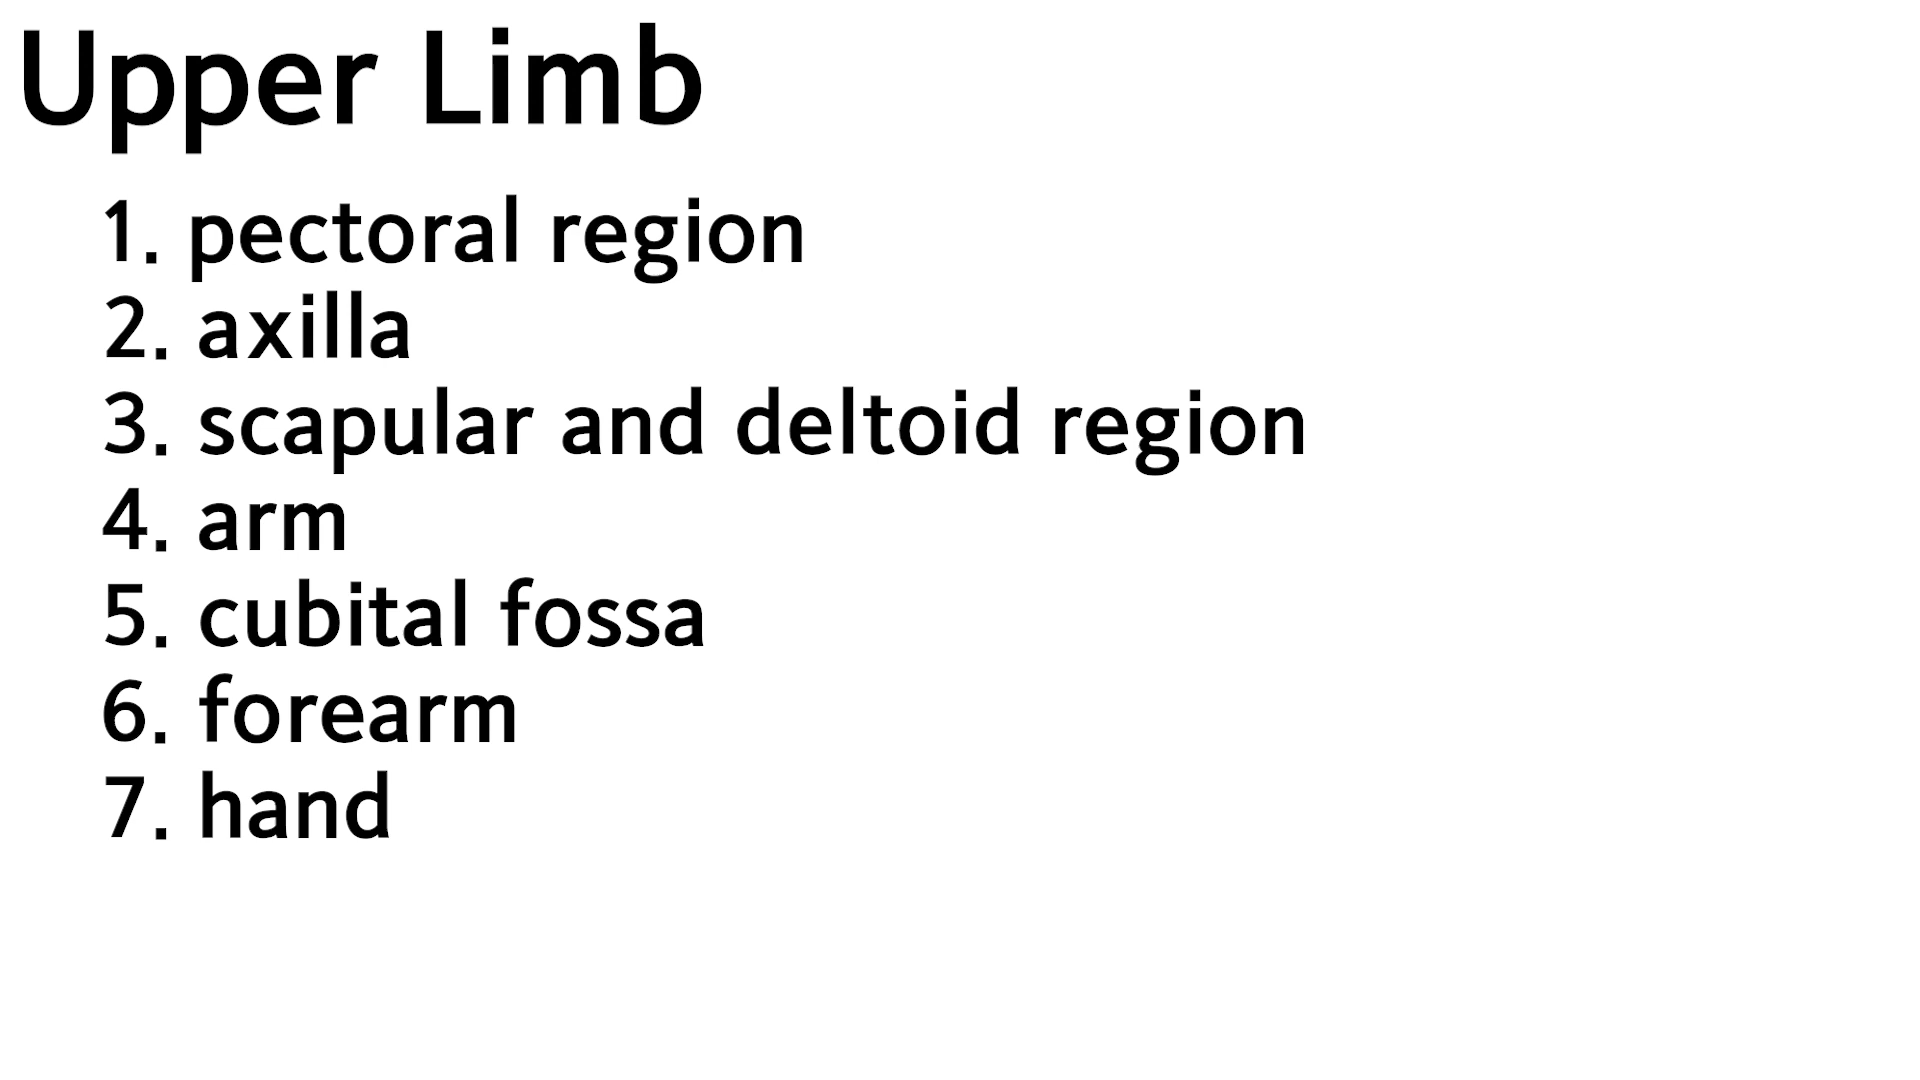 Upper Limb
1. pectoral region
2. axilla
3. scapular and deltoid region
4. arm
5. cubital fossa
6. forearm
7. hand